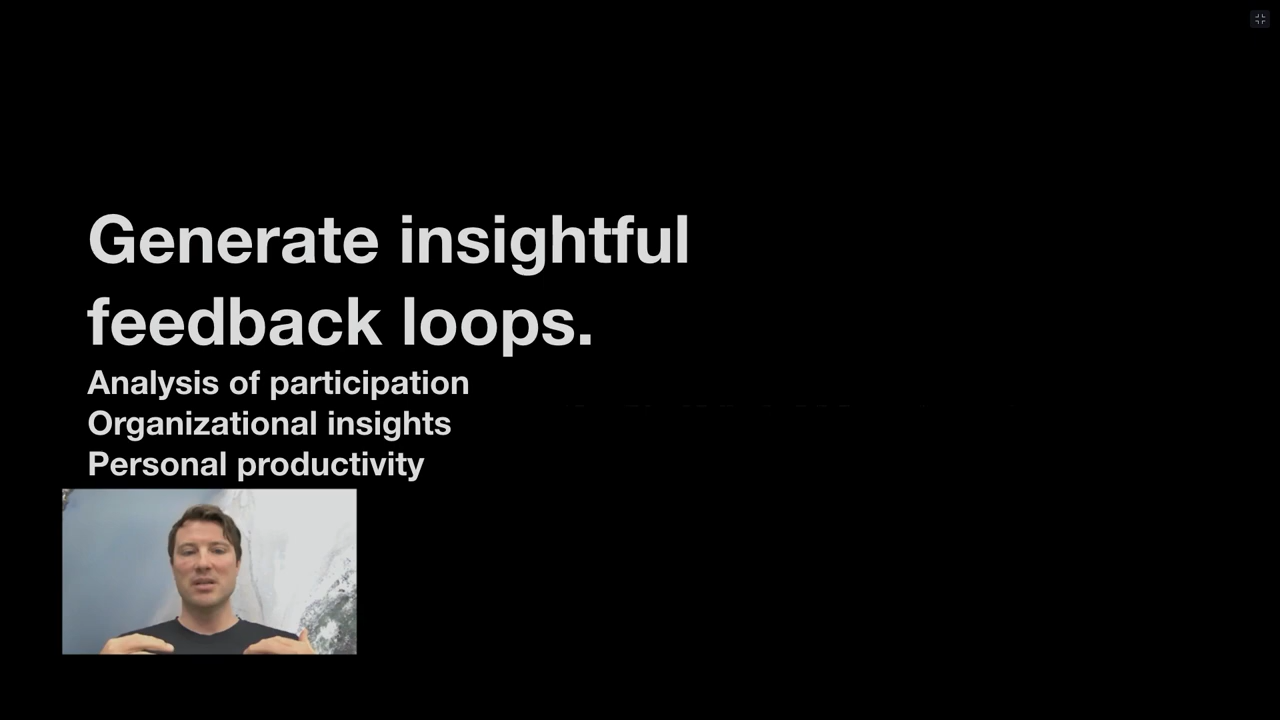 Generate insightful
feedback loops.
Analysis of participation
Organizational insights
Personal productivity